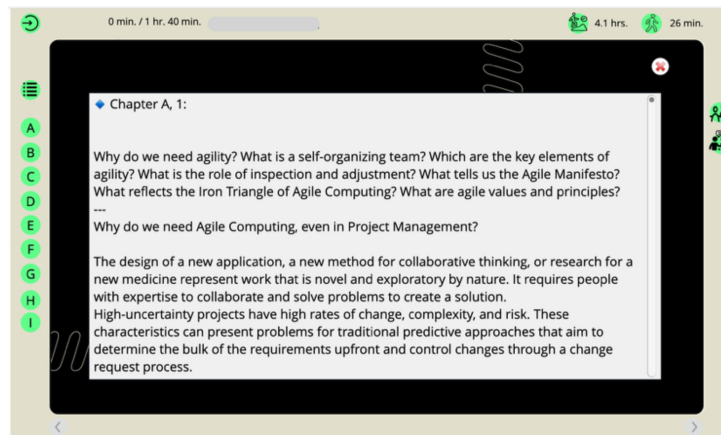 0 min. / 1 hr. 40 min.
4.1 hrs.
26 min.
A
B
C
D
E
F
G
H
I
Chapter A, 1:
Why do we need agility? What is a self-organizing team? Which are the key elements of
agility? What is the role of inspection and adjustment? What tells us the Agile Manifesto?
What reflects the Iron Triangle of Agile Computing? What are agile values and principles?
---
Why do we need Agile Computing, even in Project Management?
The design of a new application, a new method for collaborative thinking, or research for a
new medicine represent work that is novel and exploratory by nature. It requires people
with expertise to collaborate and solve problems to create a solution.
High-uncertainty projects have high rates of change, complexity, and risk. These
characteristics can present problems for traditional predictive approaches that aim to
determine the bulk of the requirements upfront and control changes through a change
request process.